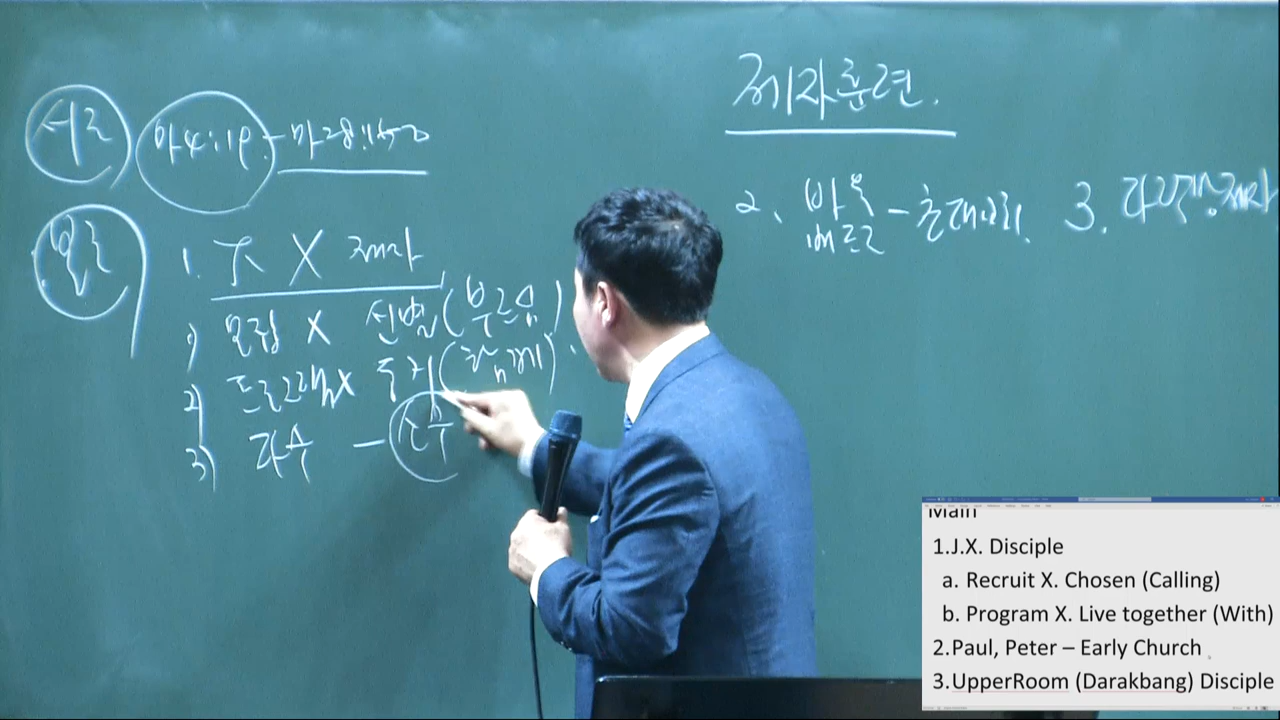 제자훈련.
서론 마4:19 - 마28:16-20
본론
1. ㅈ X 제자
1) 모집 X 선별 (부르심)
2) 프로그램 X 동거 (함께)
3) 다수 - 소수
2. 바울 베드로 - 초대교회.
3. 다락방 제자
Main
1.J.X. Disciple
a. Recruit X. Chosen (Calling)
b. Program X. Live together (With)
2.Paul, Peter – Early Church
3.UpperRoom (Darakbang) Disciple